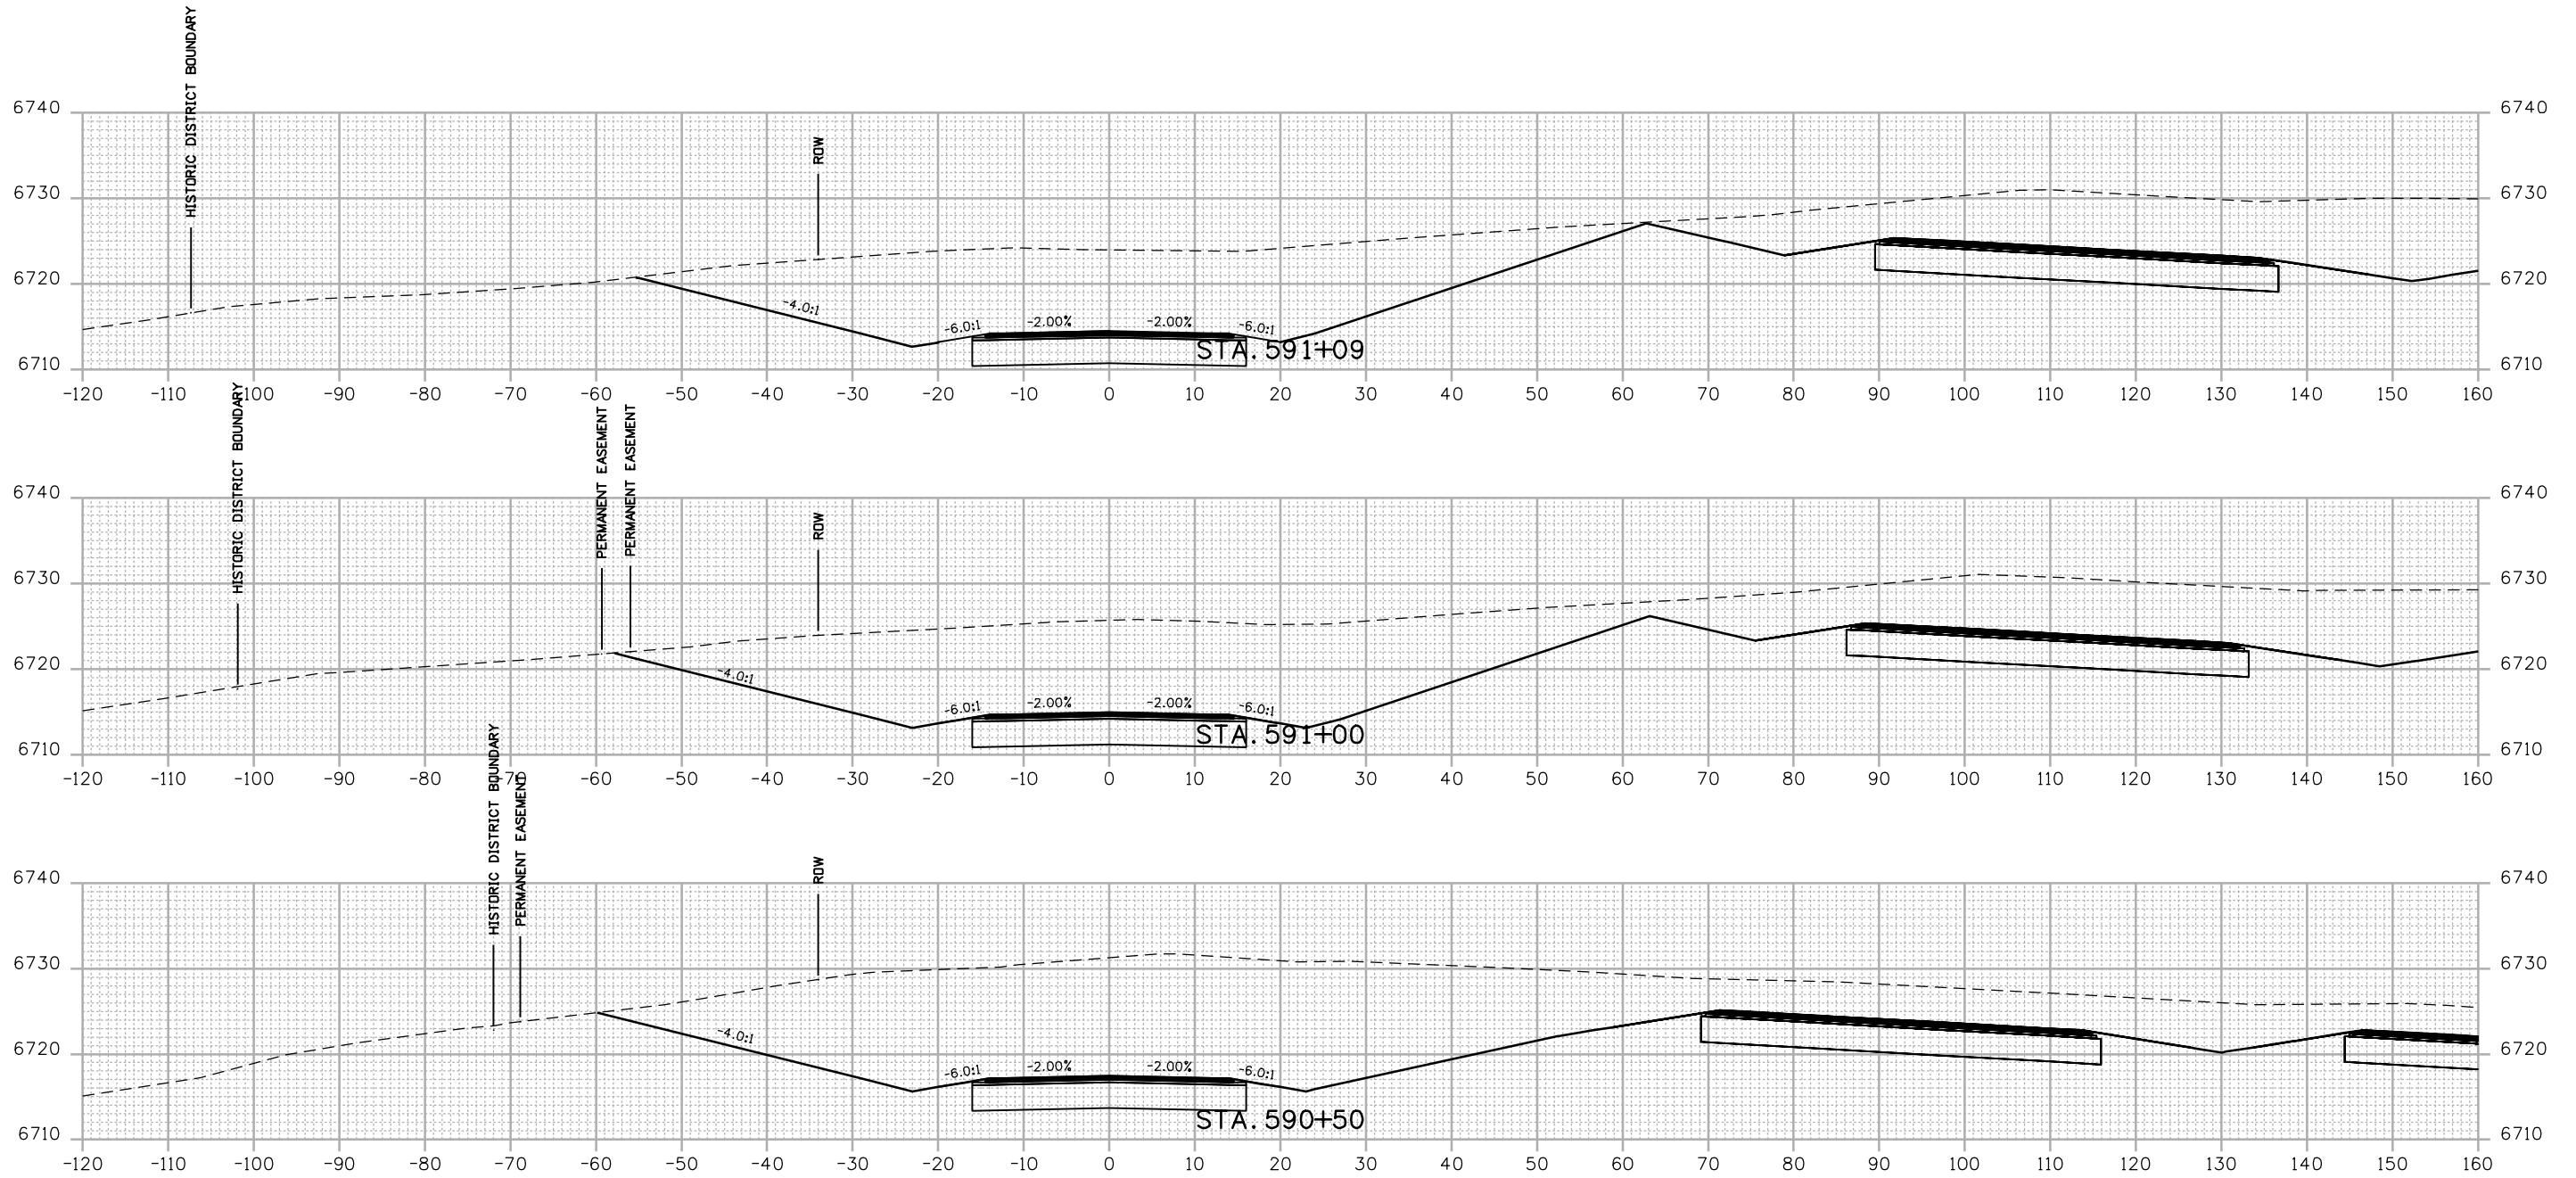 HISTORIC DISTRICT BOUNDARY
ROW
6740 6740
6730 6730
6720 6720
6710 6710
-4.0:1 -6.0:1 -2.00% -2.00% -6.0:1
STA. 591+09
-120 -110 -100 -90 -80 -70 -60 -50 -40 -30 -20 -10 0 10 20 30 40 50 60 70 80 90 100 110 120 130 140 150 160
HISTORIC DISTRICT BOUNDARY
PERMANENT EASEMENT
PERMANENT EASEMENT
ROW
6740 6740
6730 6730
6720 6720
6710 6710
-4.0:1 -6.0:1 -2.00% -2.00% -6.0:1
STA. 591+00
-120 -110 -100 -90 -80 -70 -60 -50 -40 -30 -20 -10 0 10 20 30 40 50 60 70 80 90 100 110 120 130 140 150 160
HISTORIC DISTRICT BOUNDARY
PERMANENT EASEMENT
ROW
6740 6740
6730 6730
6720 6720
6710 6710
-4.0:1 -6.0:1 -2.00% -2.00% -6.0:1
STA. 590+50
-120 -110 -100 -90 -80 -70 -60 -50 -40 -30 -20 -10 0 10 20 30 40 50 60 70 80 90 100 110 120 130 140 150 160